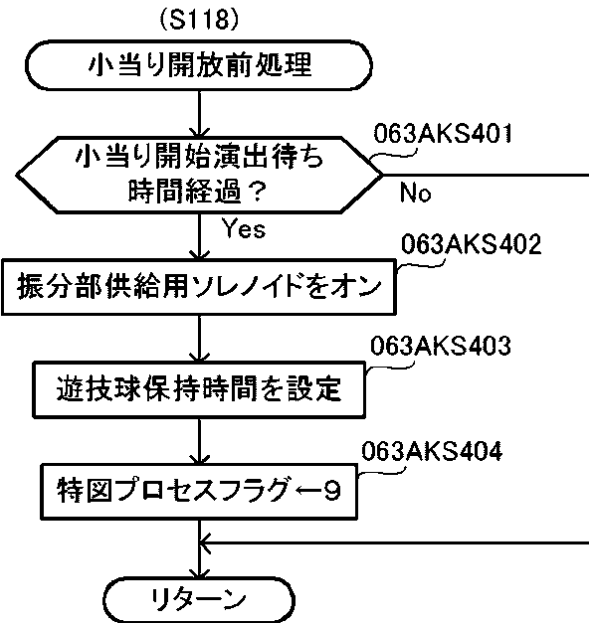 (S118)
小当り開放前処理
063AKS401
小当り開始演出待ち
時間経過？
No
Yes
063AKS402
振分部供給用ソレノイドをオン
063AKS403
遊技球保持時間を設定
063AKS404
特図プロセスフラグ←9
リターン